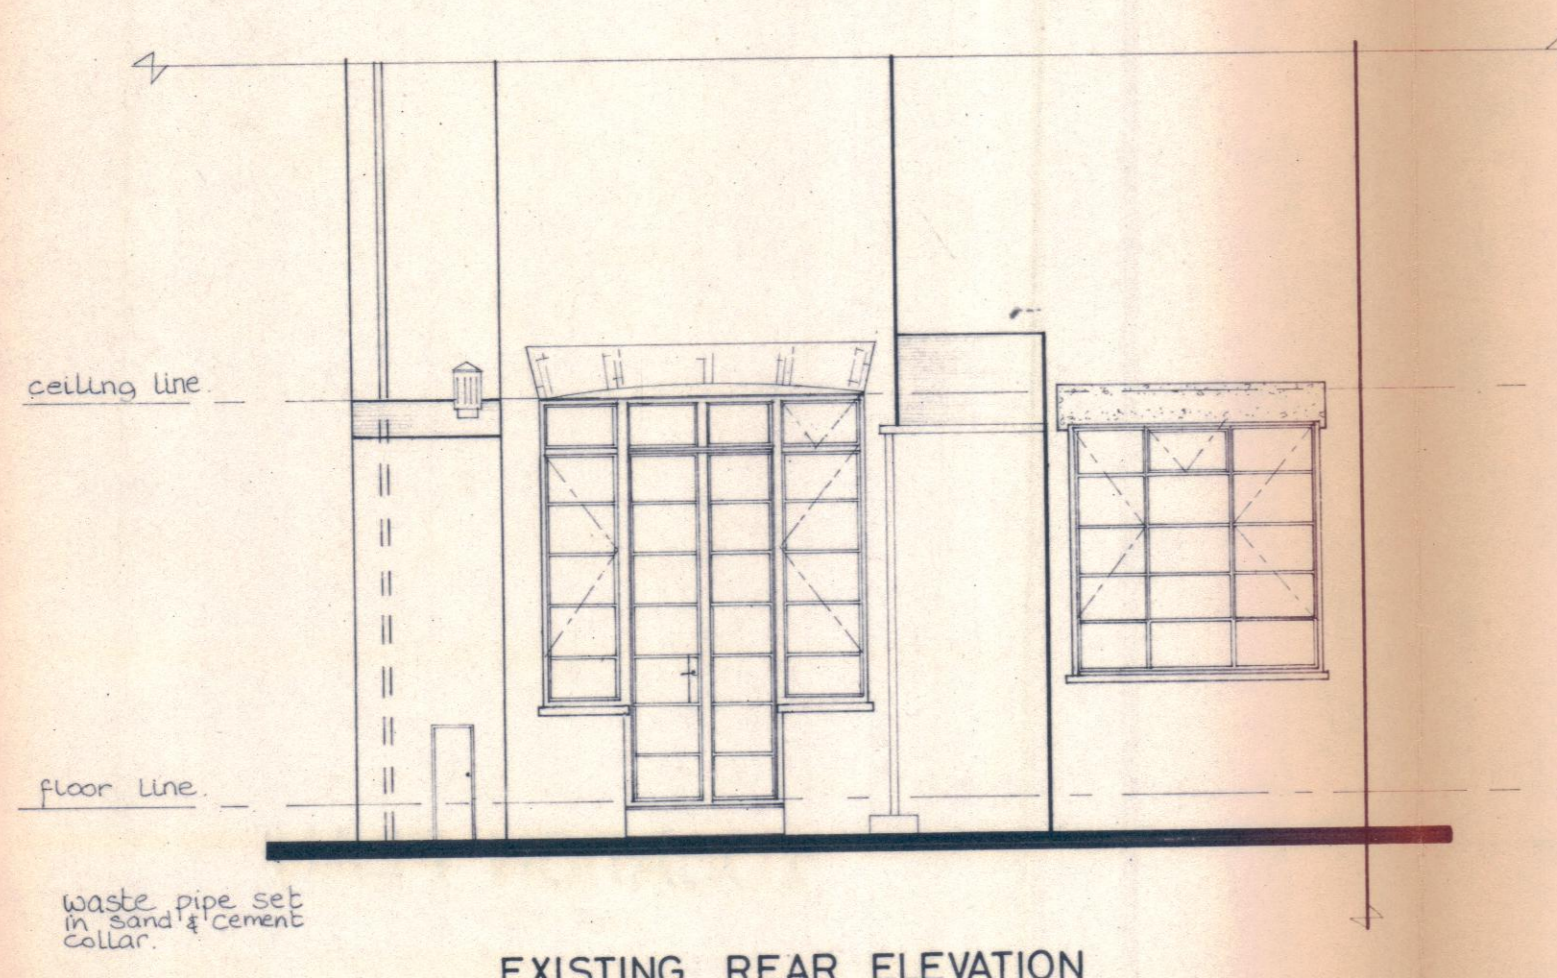 ceiling line.
floor line.
waste pipe set
in sand & cement
collar.
EXISTING REAR ELEVATION